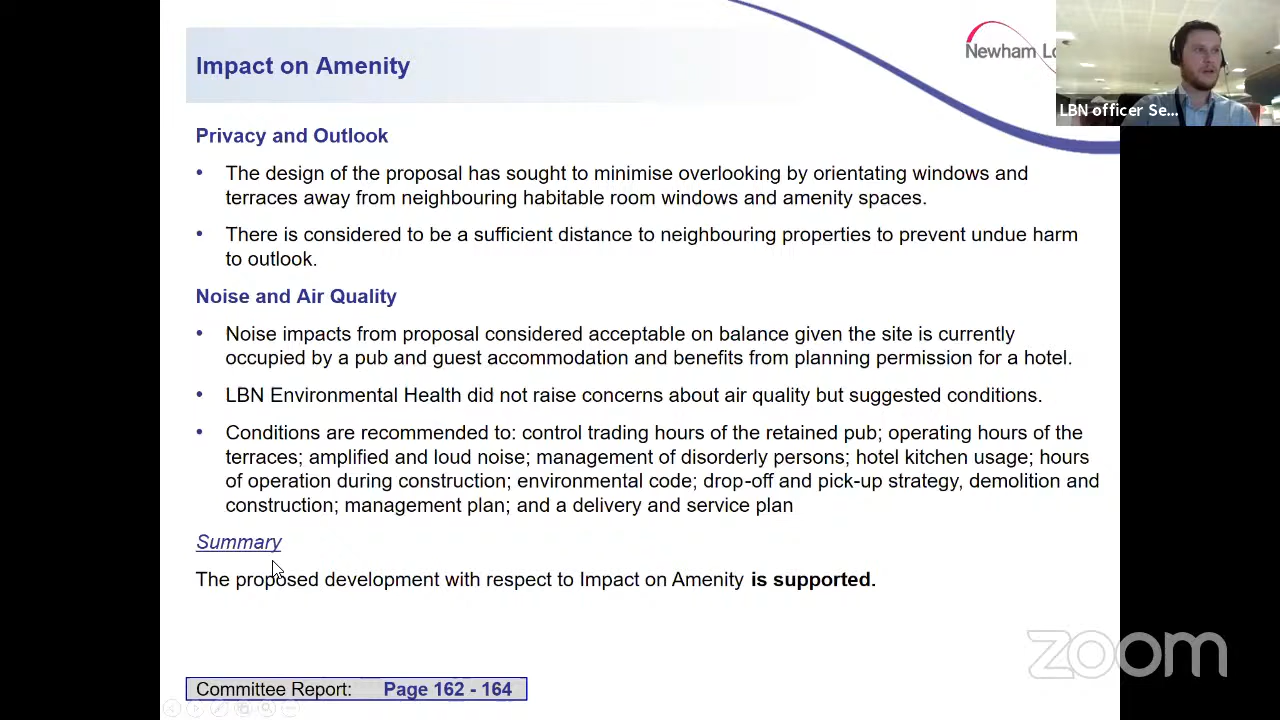 Impact on Amenity
Newham Lo
LBN officer Se...
Privacy and Outlook
• The design of the proposal has sought to minimise overlooking by orientating windows and
terraces away from neighbouring habitable room windows and amenity spaces.
• There is considered to be a sufficient distance to neighbouring properties to prevent undue harm
to outlook.
Noise and Air Quality
• Noise impacts from proposal considered acceptable on balance given the site is currently
occupied by a pub and guest accommodation and benefits from planning permission for a hotel.
• LBN Environmental Health did not raise concerns about air quality but suggested conditions.
• Conditions are recommended to: control trading hours of the retained pub; operating hours of the
terraces; amplified and loud noise; management of disorderly persons; hotel kitchen usage; hours
of operation during construction; environmental code; drop-off and pick-up strategy, demolition and
construction; management plan; and a delivery and service plan
Summary
The proposed development with respect to Impact on Amenity is supported.
zoom
Committee Report: Page 162 - 164